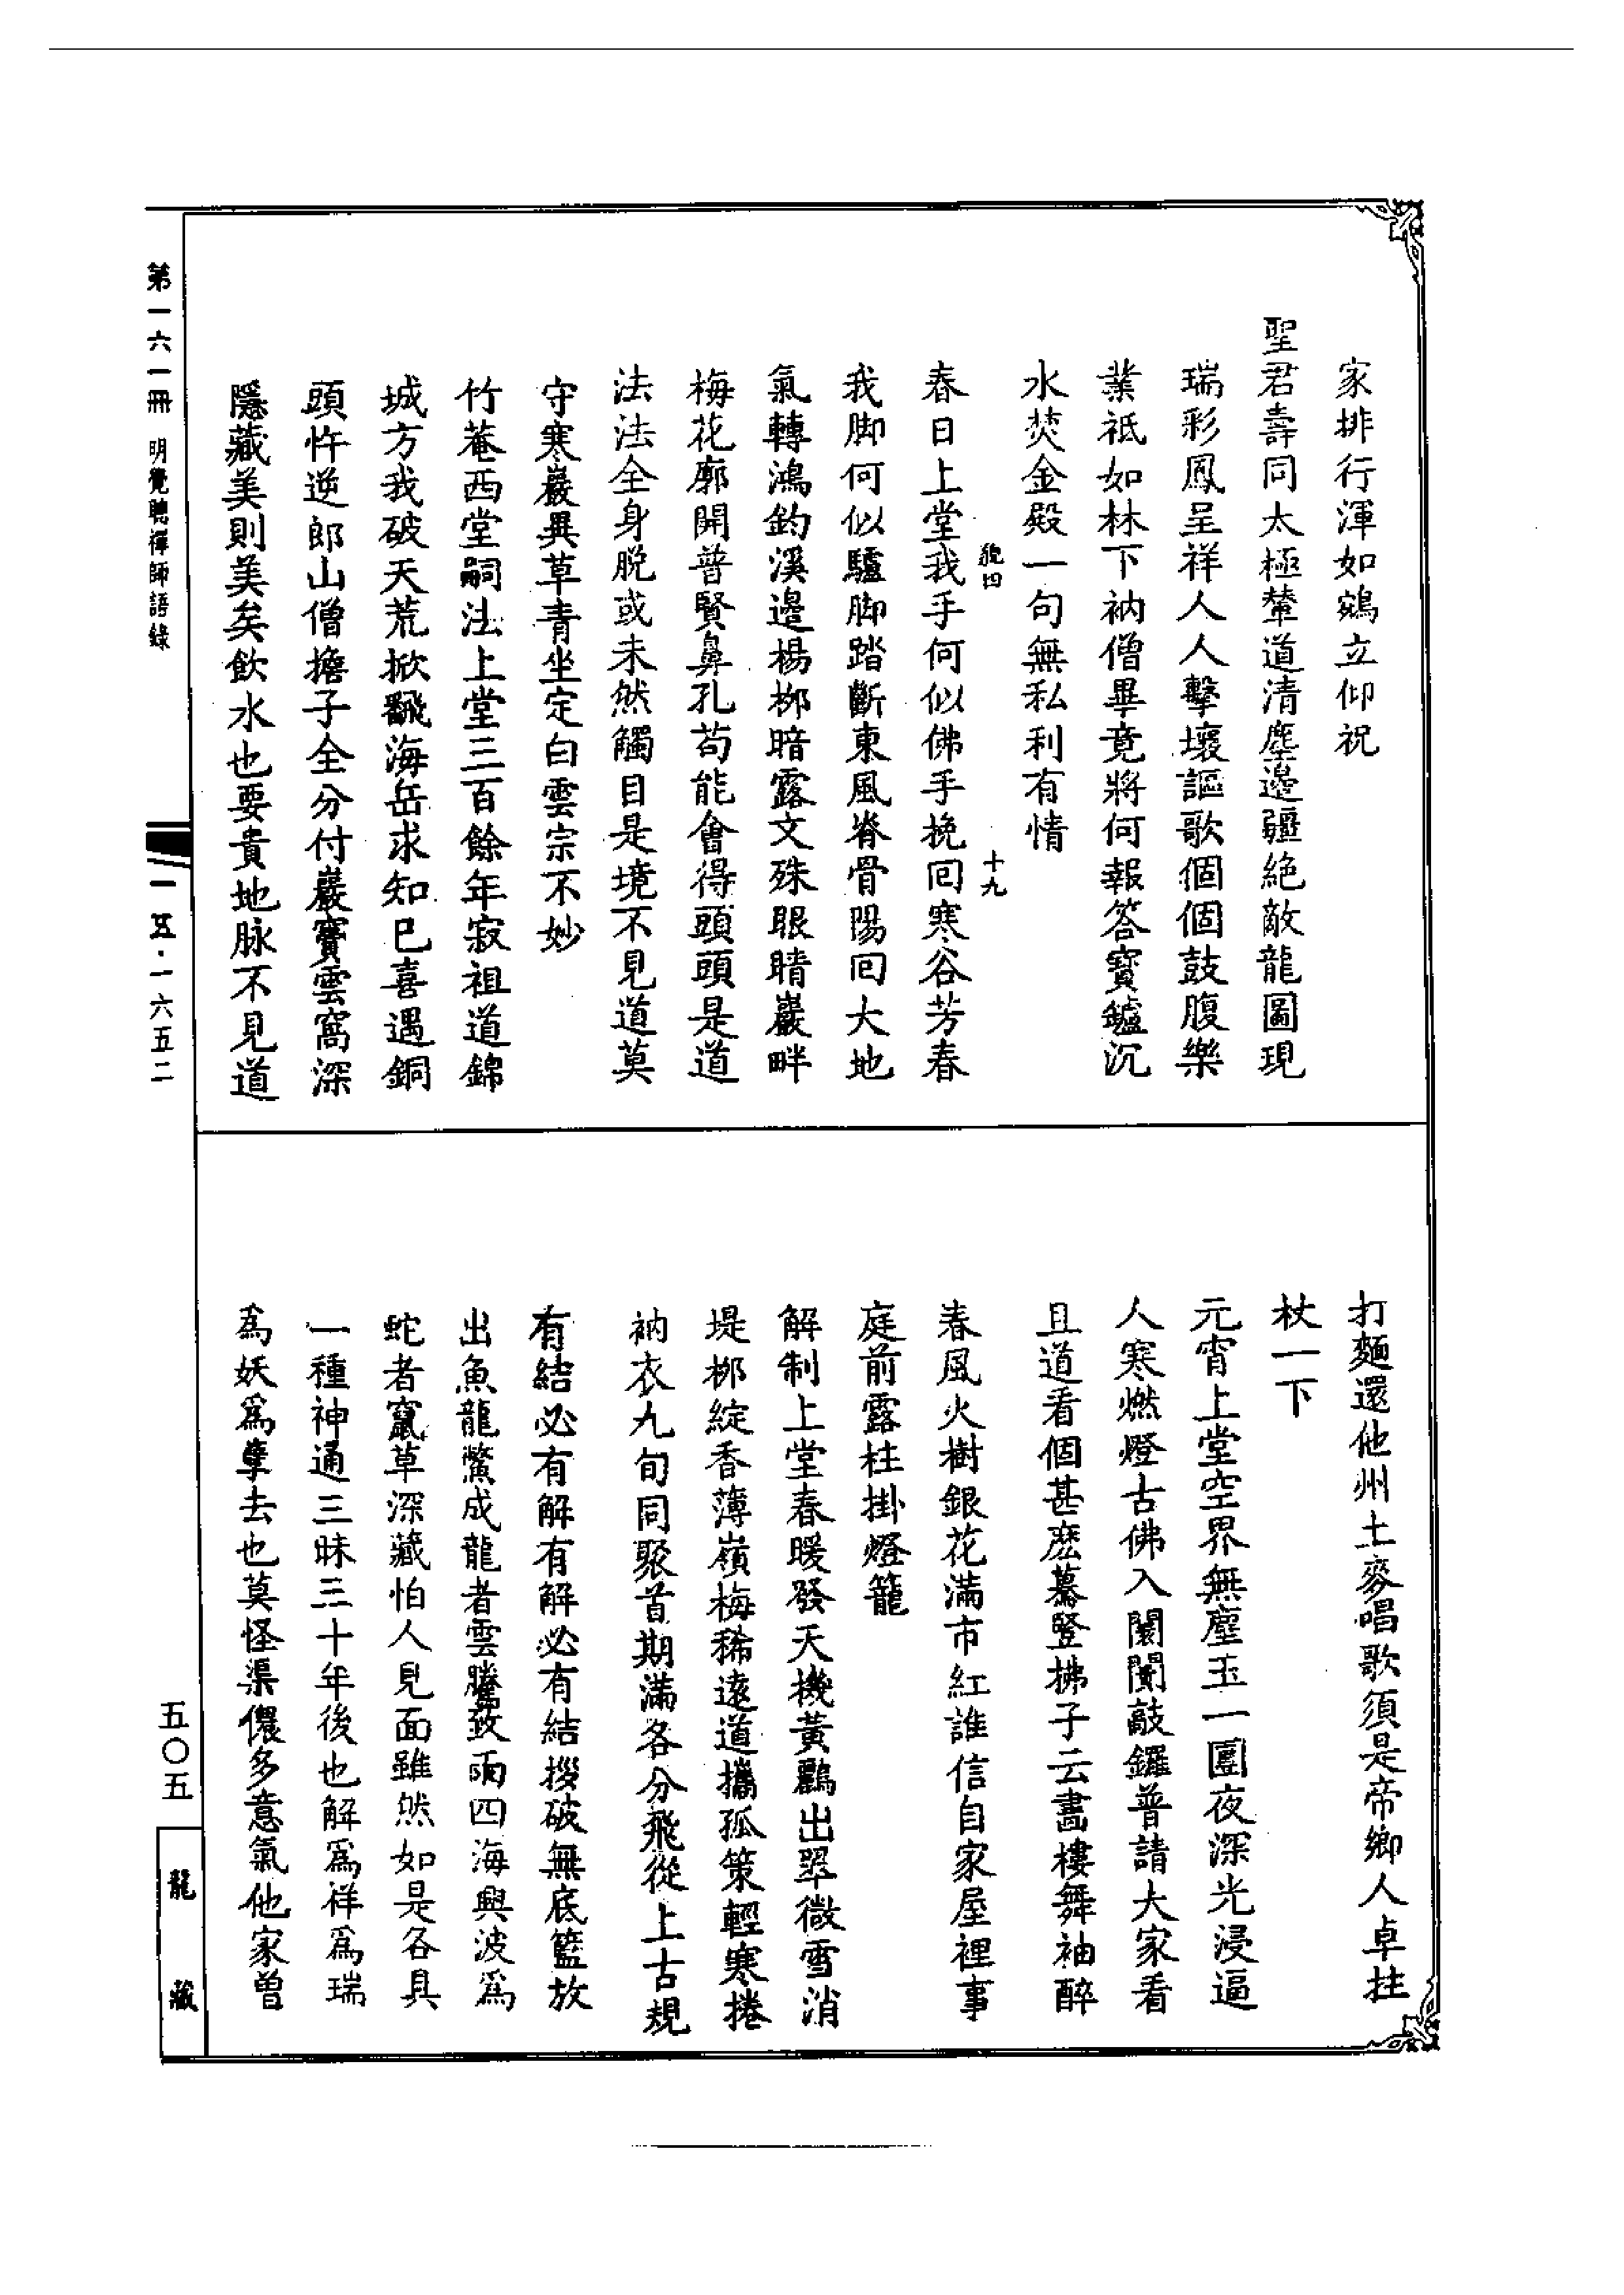 家排行渾如鵷立仰祝
聖君壽同太極輦道清塵邊疆絕敵龍圖現
瑞彩鳳呈祥人人擊壤謳歌個個鼓腹樂
業祗如林下衲僧畢竟將何報答寶鑪沉
水焚金殿一句無私利有情
貌四
十九
春日上堂我手何似佛手挽回寒谷芳春
我脚何似驢脚踏斷東風脊骨陽回大地
氣轉鴻鈞溪邊楊柳暗露文殊眼睛巖畔
梅花廓開普賢鼻孔苟能會得頭頭是道
法法全身脫或未然觸目是境不見道莫
守寒巖異草青坐定白雲宗不妙
竹菴西堂嗣法上堂三百餘年寂祖道錦
城方我破天荒掀飜海岳求知已喜遇銅
頭忤逆郎山僧擔子全分付巖竇雲窩深
隱藏美則美矣飲水也要貴地脉不見道
打麵還他州土麥唱歌須是帝鄉人卓拄
杖一下
元宵上堂空界無塵玉一團夜深光浸逼
人寒燃燈古佛入闤闠敲鑼普請大家看
且道看個甚麽驀豎拂子云畵樓舞袖醉
春風火樹銀花滿市紅誰信自家屋裡事
庭前露柱掛燈籠
解制上堂春暖發天機黃鸝出翠微雪消
堤柳綻香薄嶺梅稀遠道攜孤策輕寒捲
衲衣九旬同聚首期滿各分飛從上古規
有結必有解有解必有結拶破無底籃放
出魚龍鱉成龍者雲騰致雨四海興波爲
蛇者竄草深藏怕人見面雖然如是各具
一種神通三昧三十年後也解爲祥爲瑞
爲妖爲孽去也莫怪渠儂多意氣他家曾
第一六一冊 明覺聰禪師語錄
一五·一六五二
五〇五
龍藏